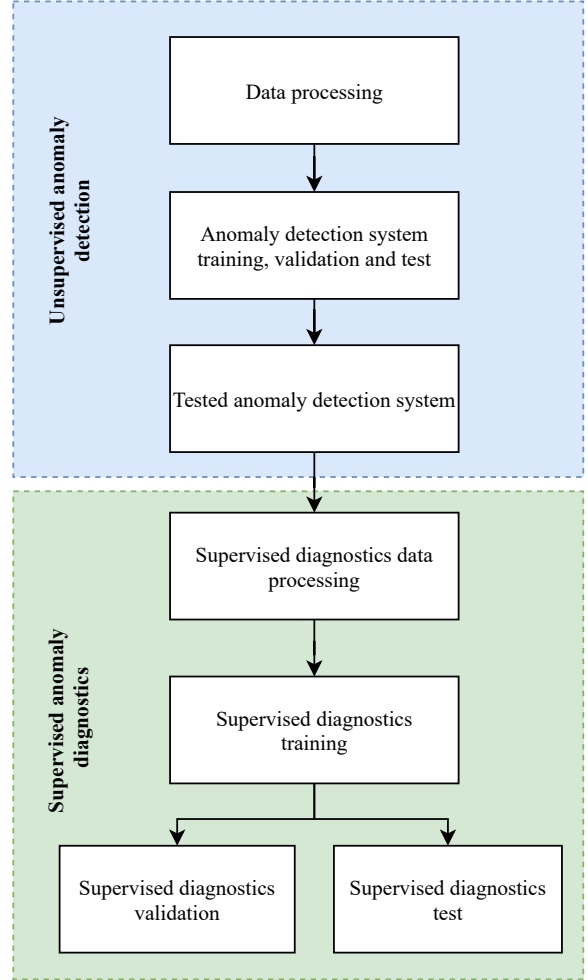 Unsupervised anomaly
detection
Data processing
Anomaly detection system
training, validation and test
Tested anomaly detection system
Supervised anomaly
diagnostics
Supervised diagnostics data
processing
Supervised diagnostics
training
Supervised diagnostics
validation
Supervised diagnostics
test